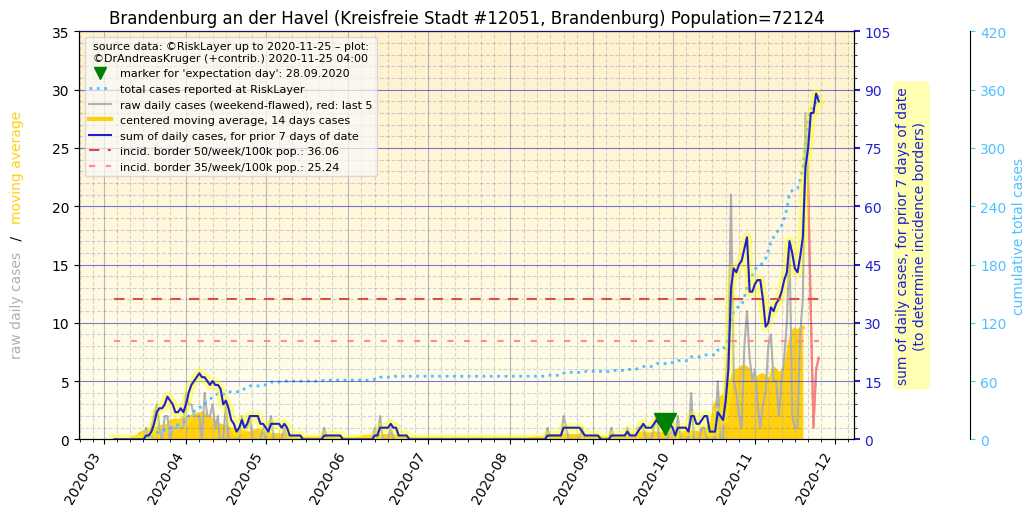 Brandenburg an der Havel (Kreisfreie Stadt #12051, Brandenburg) Population=72124
source data: ©RiskLayer up to 2020-11-25 – plot:
©DrAndreasKruger (+contrib.) 2020-11-25 04:00
marker for 'expectation day': 28.09.2020
total cases reported at RiskLayer
raw daily cases (weekend-flawed), red: last 5
centered moving average, 14 days cases
sum of daily cases, for prior 7 days of date
incid. border 50/week/100k pop.: 36.06
incid. border 35/week/100k pop.: 25.24
raw daily cases / moving average
35
30
25
20
15
10
5
0
105
90
75
60
45
30
15
0
sum of daily cases, for prior 7 days of date
(to determine incidence borders)
420
360
300
240
180
120
60
0
cumulative total cases
2020-03
2020-04
2020-05
2020-06
2020-07
2020-08
2020-09
2020-10
2020-11
2020-12